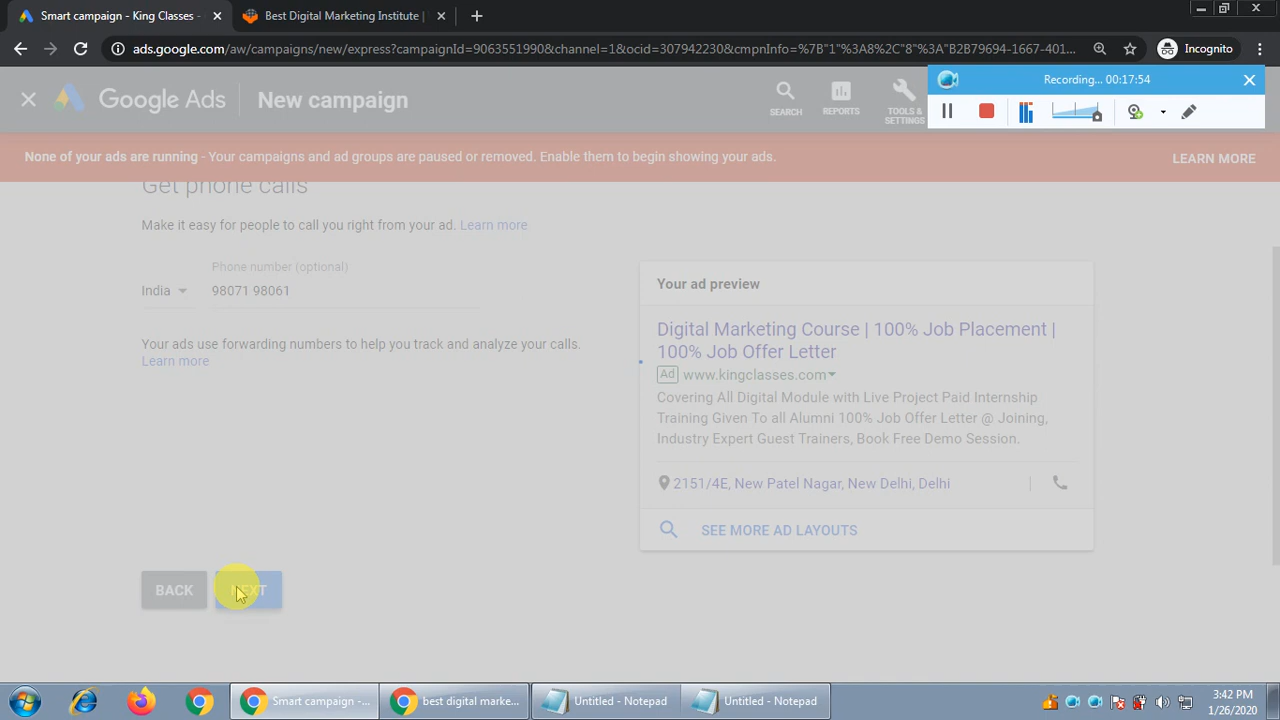 Smart campaign - King Classes -
Best Digital Marketing Institute |
ads.google.com/aw/campaigns/new/express?campaignId=9063551990&channel=1&ocid=307942230&cmpnInfo=%7B"1"%3A8%2C"8"%3A"B2B79694-1667-401...
Incognito
Google Ads
New campaign
SEARCH
REPORTS
TOOLS &
SETTINGS
Recording... 00:17:54
None of your ads are running - Your campaigns and ad groups are paused or removed. Enable them to begin showing your ads.
LEARN MORE
Get phone calls
Make it easy for people to call you right from your ad. Learn more
Phone number (optional)
India
98071 98061
Your ads use forwarding numbers to help you track and analyze your calls.
Learn more
Your ad preview
Digital Marketing Course | 100% Job Placement |
100% Job Offer Letter
Ad www.kingclasses.com
Covering All Digital Module with Live Project Paid Internship
Training Given To all Alumni 100% Job Offer Letter @ Joining,
Industry Expert Guest Trainers, Book Free Demo Session.
2151/4E, New Patel Nagar, New Delhi, Delhi
SEE MORE AD LAYOUTS
BACK
NEXT
Smart campaign -...
best digital marke...
Untitled - Notepad
Untitled - Notepad
3:42 PM
1/26/2020